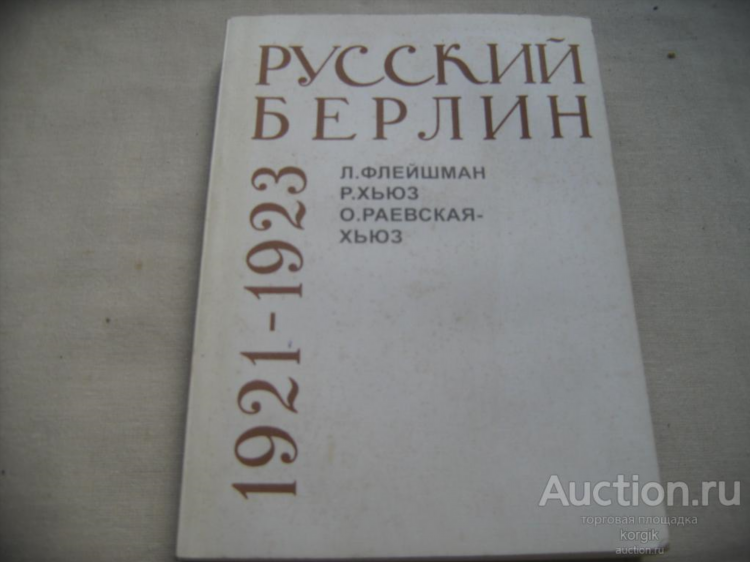 РУССКИЙ
БЕРЛИН
1921-1923
Л.ФЛЕЙШМАН
Р.ХЬЮЗ
О.РАЕВСКАЯ-
ХЬЮЗ
Auction.ru
торговая площадка
korgik
auction.ru